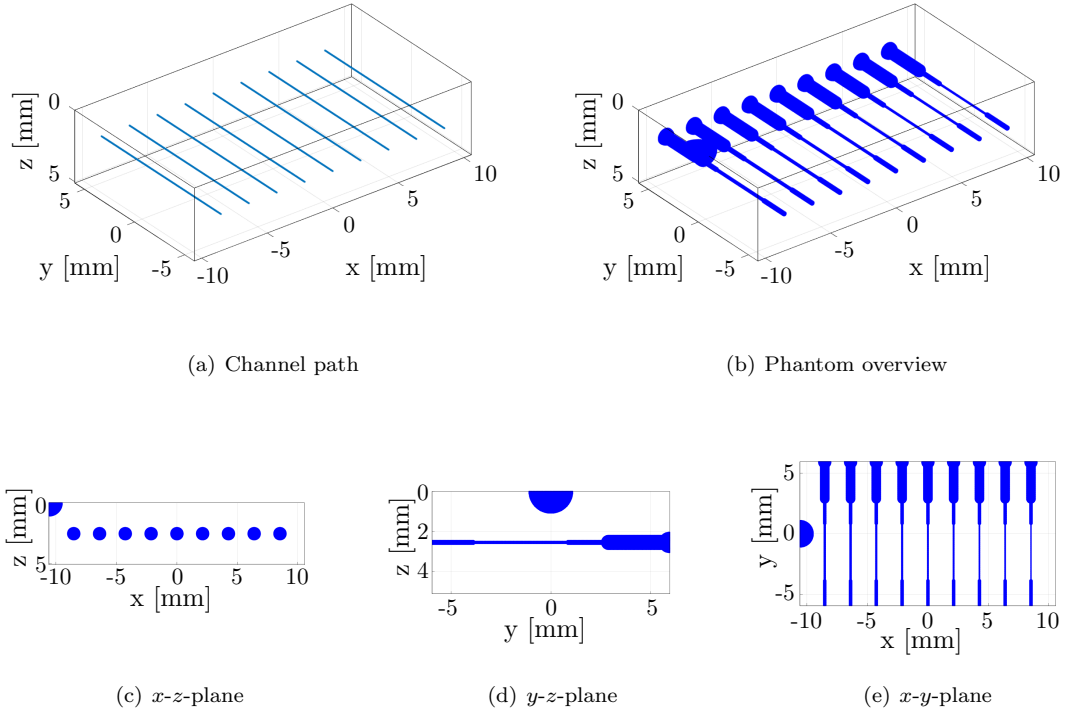 0
z [mm]
5
5
0
-5
y [mm]
-10
-5
0
5
10
x [mm]
(a) Channel path
0
z [mm]
5
5
0
-5
y [mm]
-10
-5
0
5
10
x [mm]
(b) Phantom overview
0
z [mm]
5
-10 -5 0 5 10
x [mm]
(c) x-z-plane
0
2
4
z [mm]
-5 0 5
y [mm]
(d) y-z-plane
5
0
-5
y [mm]
-10 -5 0 5 10
x [mm]
(e) x-y-plane